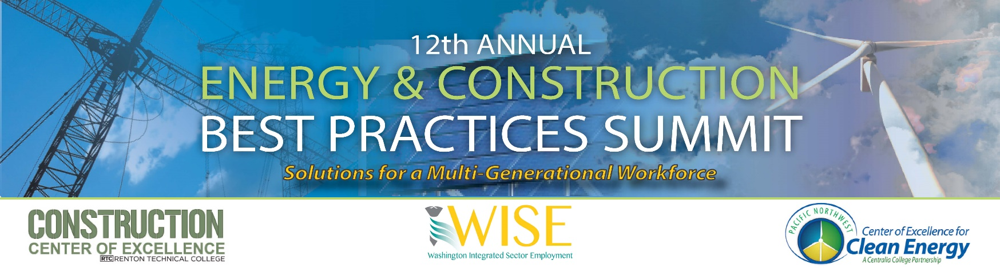 12th ANNUAL
ENERGY & CONSTRUCTION
BEST PRACTICES SUMMIT
Solutions for a Multi-Generational Workforce
CONSTRUCTION
CENTER OF EXCELLENCE
RTC RENTON TECHNICAL COLLEGE
WISE
Washington Integrated Sector Employment
PACIFIC NORTHWEST
Center of Excellence for
Clean Energy
A Centralia College Partnership